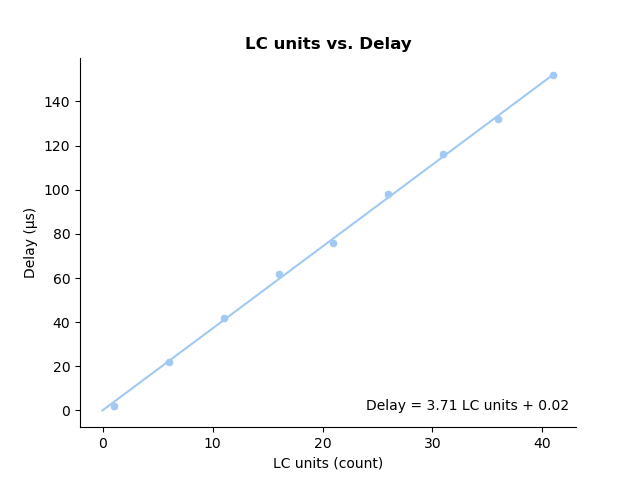 LC units vs. Delay
Delay (μs)
140
120
100
80
60
40
20
0
Delay = 3.71 LC units + 0.02
0 10 20 30 40
LC units (count)